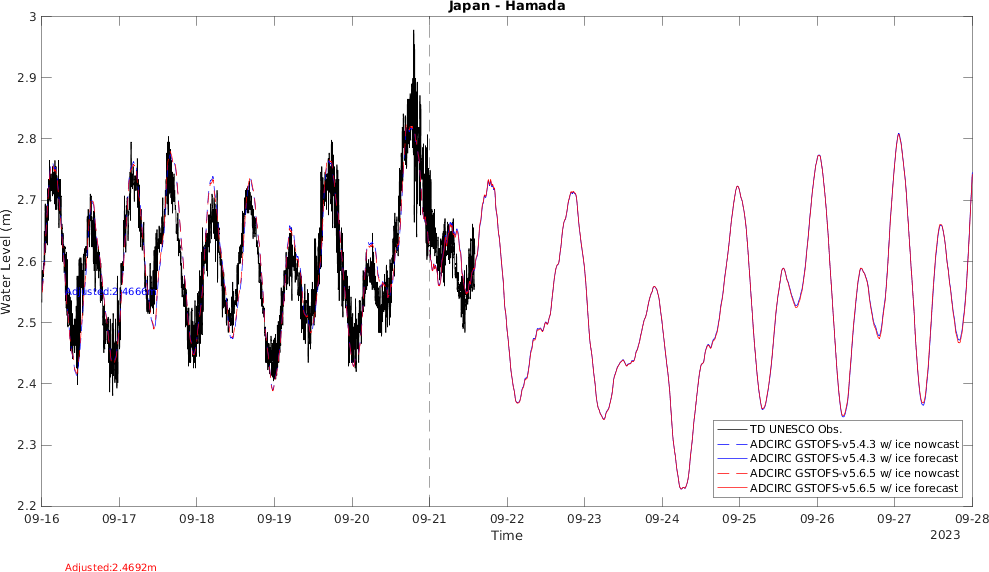 Japan - Hamada
3
2.9
2.8
2.7
2.6
2.5
2.4
2.3
2.2
Water Level (m)
Adjusted:2.4666m
TD UNESCO Obs.
ADCIRC GSTOFS-v5.4.3 w/ ice nowcast
ADCIRC GSTOFS-v5.4.3 w/ ice forecast
ADCIRC GSTOFS-v5.6.5 w/ ice nowcast
ADCIRC GSTOFS-v5.6.5 w/ ice forecast
09-16 09-17 09-18 09-19 09-20 09-21 09-22 09-23 09-24 09-25 09-26 09-27 09-28
Time
2023
Adjusted:2.4692m